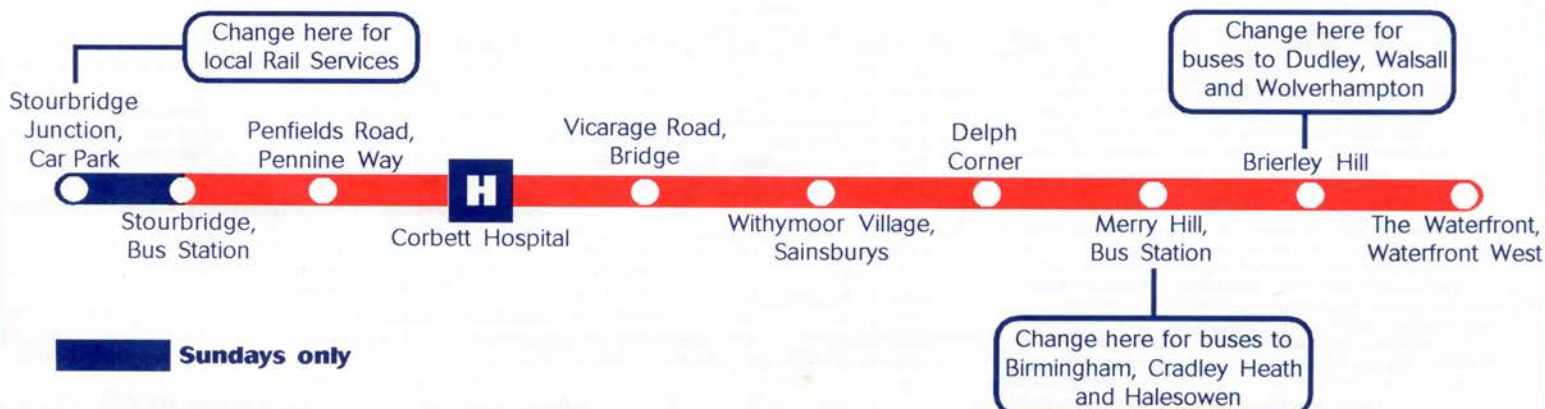 Change here for
local Rail Services
Change here for
buses to Dudley, Walsall
and Wolverhampton
Stourbridge
Junction,
Car Park
Penfields Road,
Pennine Way
Vicarage Road,
Bridge
Delph
Corner
Brierley Hill
H
Stourbridge,
Bus Station
Corbett Hospital
Withymoor Village,
Sainsburys
Merry Hill,
Bus Station
The Waterfront,
Waterfront West
Sundays only
Change here for buses to
Birmingham, Cradley Heath
and Halesowen